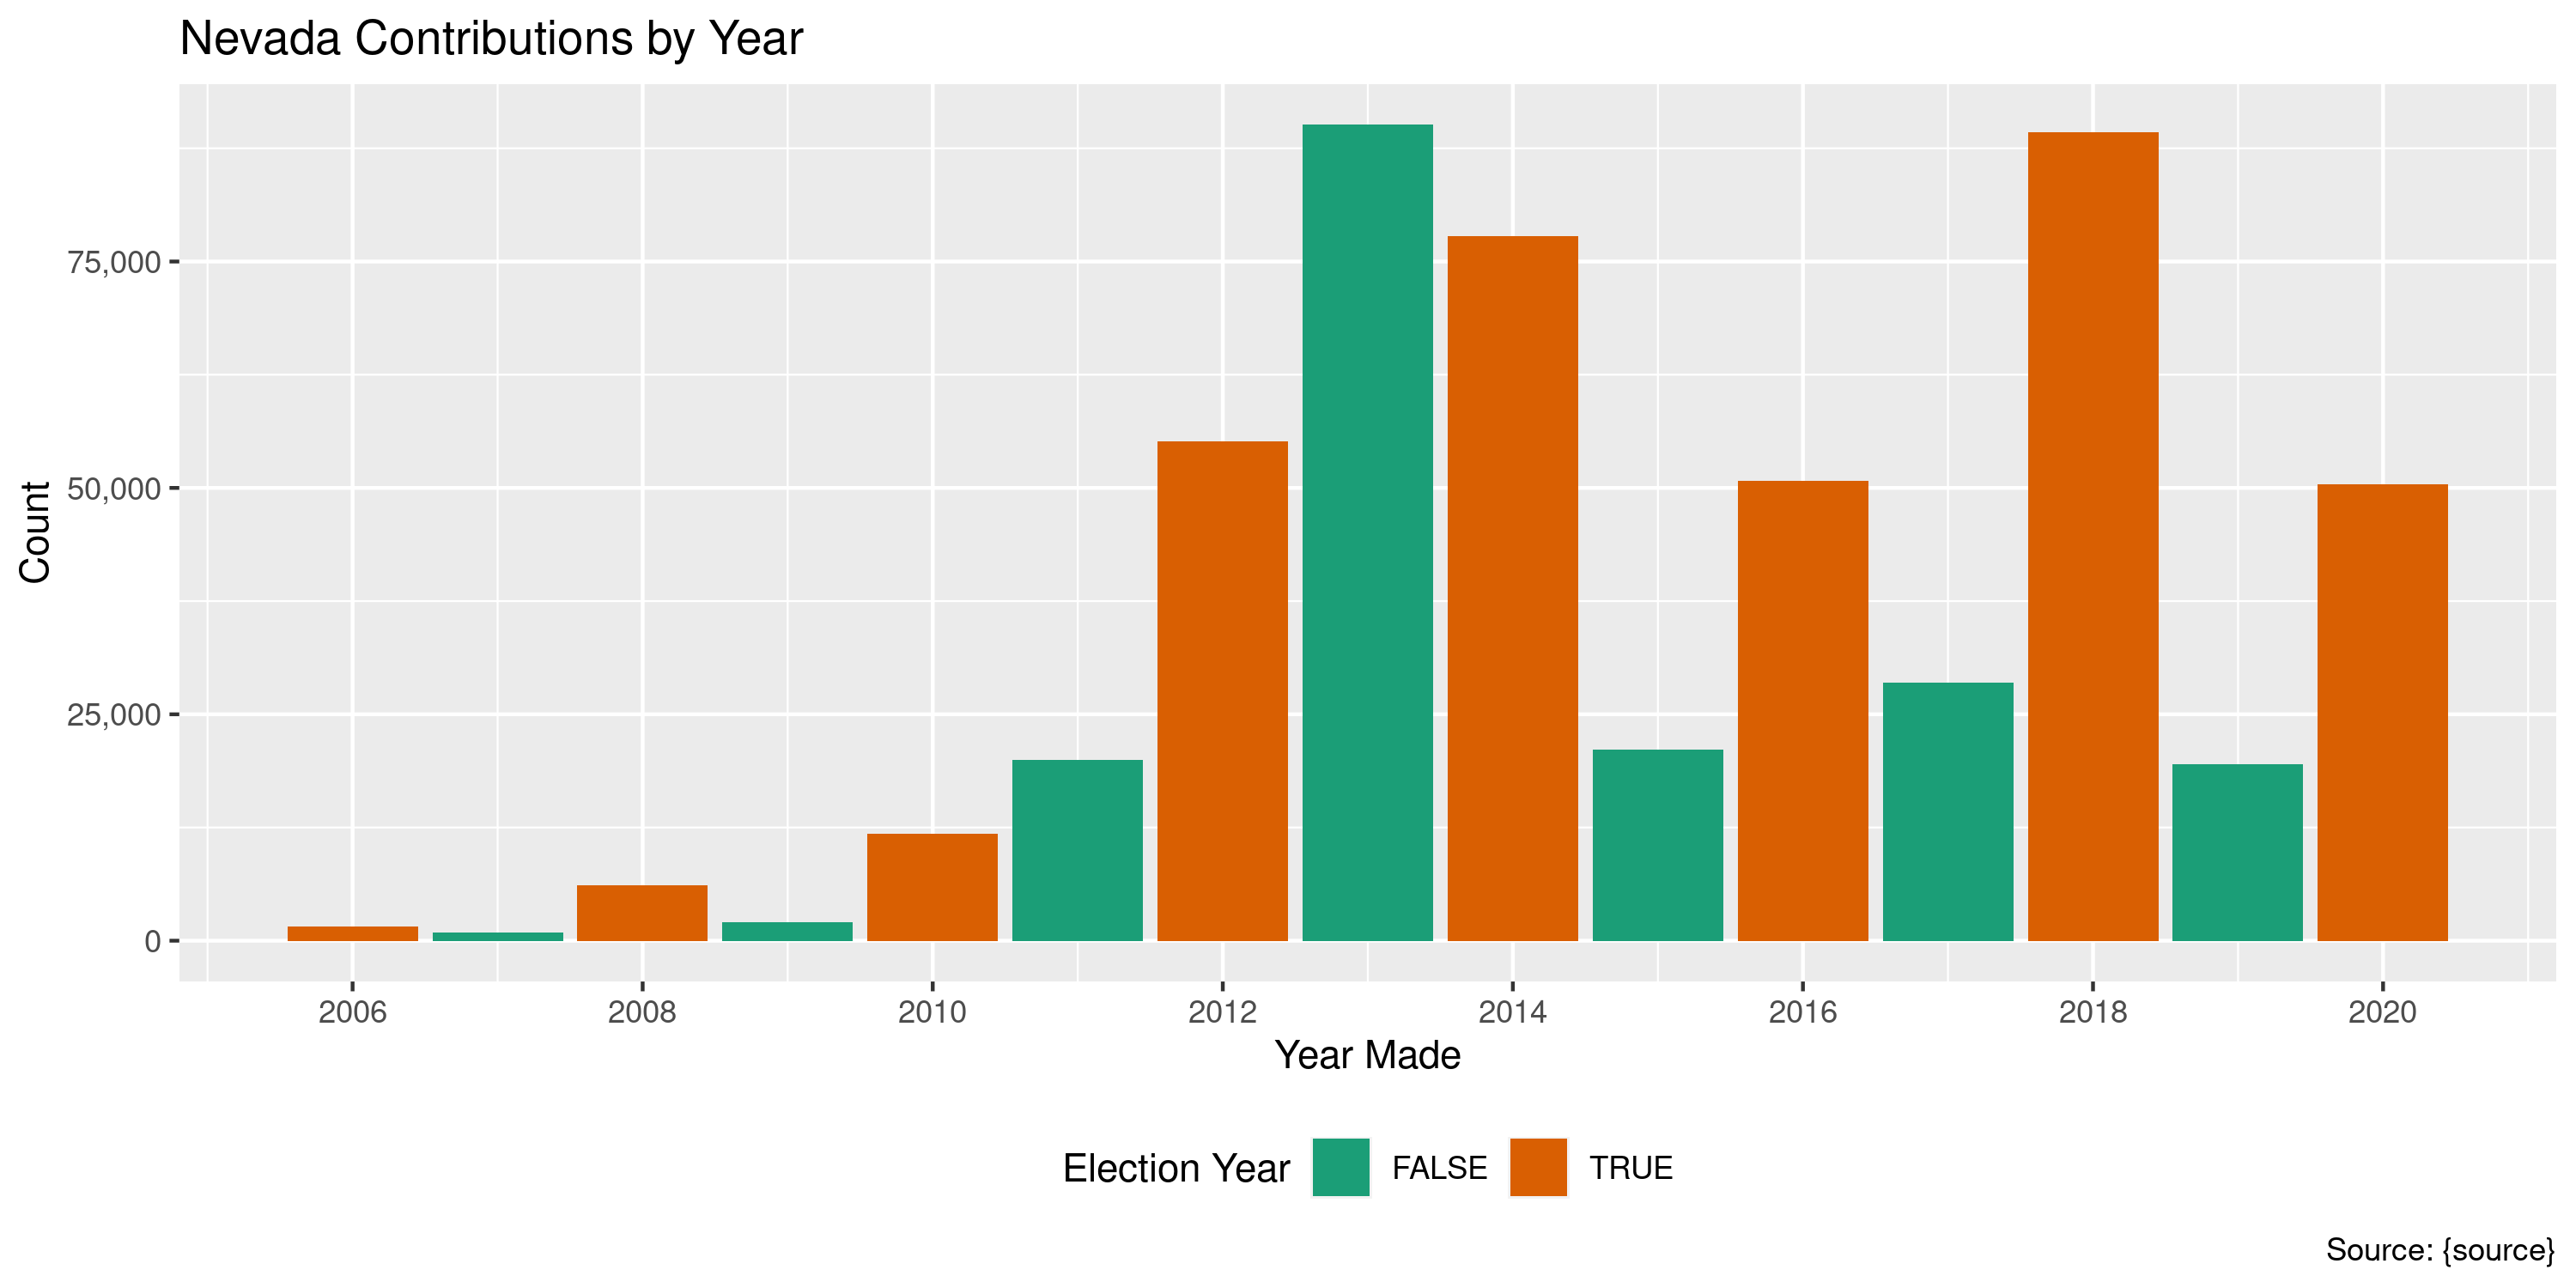 Nevada Contributions by Year
Count
75,000
50,000
25,000
0
2006 2008 2010 2012 2014 2016 2018 2020
Year Made
Election Year FALSE TRUE
Source: {source}